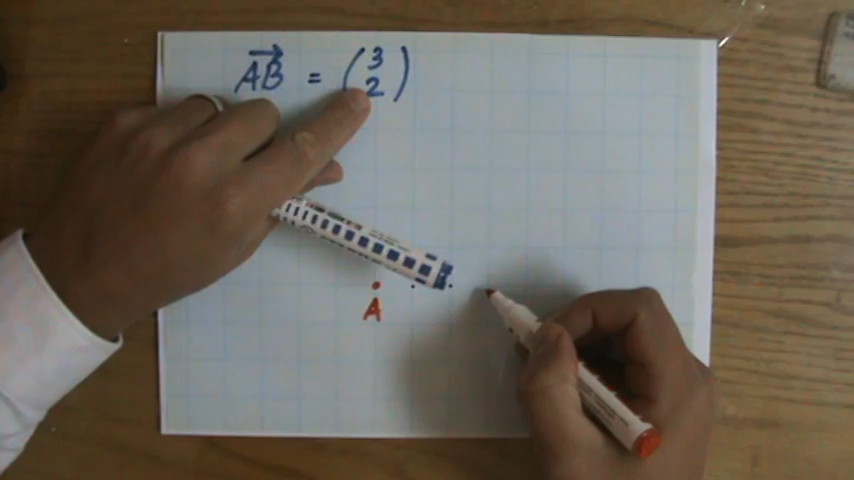 AB = (3
2)
A